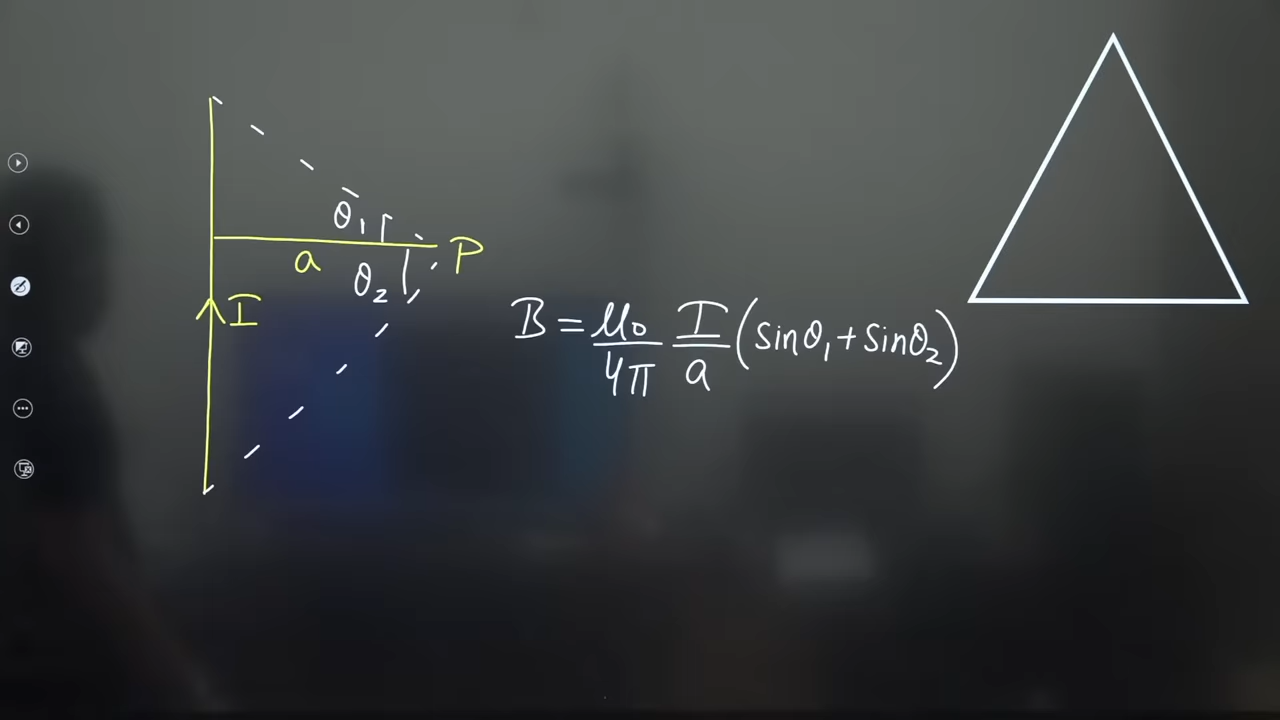 θ₁
a P
θ₂
I
B = μ₀/4π I/a (sinθ₁ + sinθ₂)